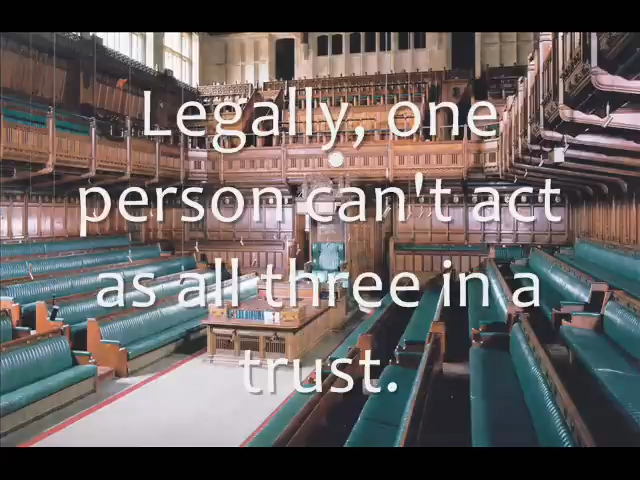 Legally, one
person can't act
as all three in a
trust.